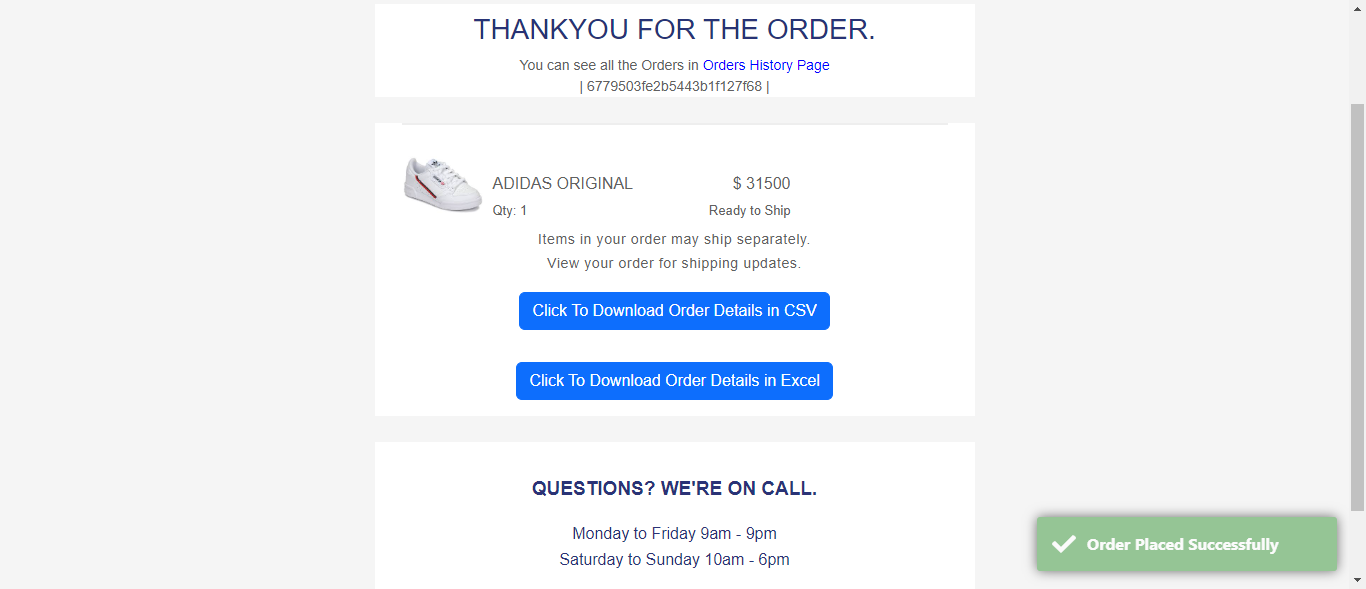 THANKYOU FOR THE ORDER.
You can see all the Orders in Orders History Page
| 6779503fe2b5443b1f127f68 |
ADIDAS ORIGINAL
$ 31500
Qty: 1
Ready to Ship
Items in your order may ship separately.
View your order for shipping updates.
Click To Download Order Details in CSV
Click To Download Order Details in Excel
QUESTIONS? WE'RE ON CALL.
Monday to Friday 9am - 9pm
Saturday to Sunday 10am - 6pm
Order Placed Successfully